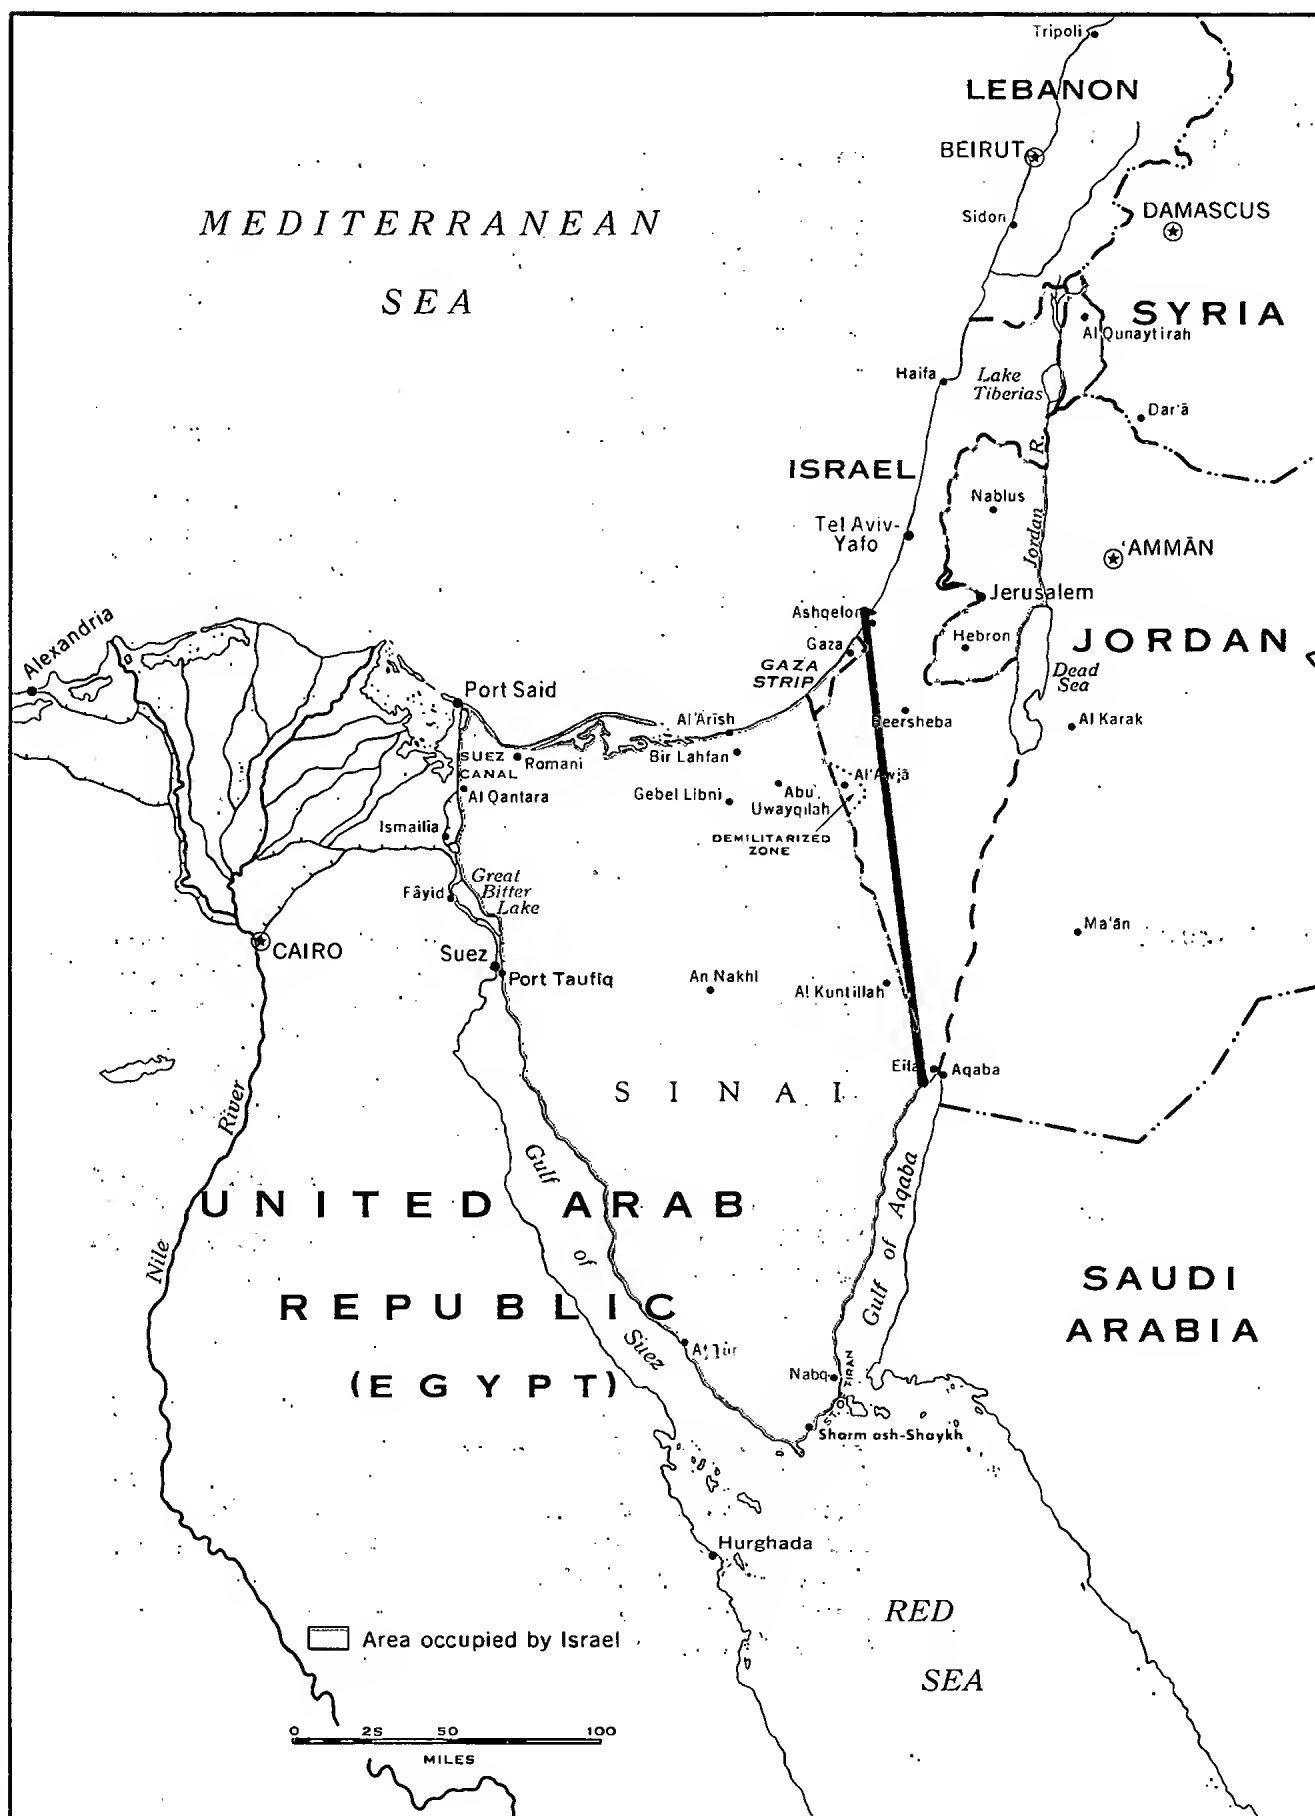 Tripoli
LEBANON
BEIRUT
Sidon
DAMASCUS
MEDITERRANEAN
SEA
SYRIA
Al Qunaytirah
Haifa
Lake
Tiberias
Dar'ā
R.
ISRAEL
Nablus
Tel Aviv-
Yafo
Jordan
'AMMĀN
Jerusalem
Ashqelon
Alexandria
Gaza
Hebron
JORDAN
GAZA
STRIP
Dead
Sea
Port Said
Al 'Arīsh
Beersheba
Al Karak
SUEZ
CANAL
Romani
Bir Lahfan
Al 'Awjā
Al Qantara
Gebel Libni
Abu
Uwayqilah
Ismailia
DEMILITARIZED
ZONE
Great
Bitter
Lake
Fâyid
CAIRO
Suez
Port Taufiq
An Nakhl
Al Kuntillah
Ma'ān
Aqaba
SINAI
River
Gulf
of
Suez
Gulf of Aqaba
UNITED ARAB
REPUBLIC
(EGYPT)
Nile
SAUDI
ARABIA
Nabq
ST. OF TIRAN
Sharm ash-Shaykh
Hurghada
RED
SEA
Area occupied by Israel
0 25 50 100
MILES